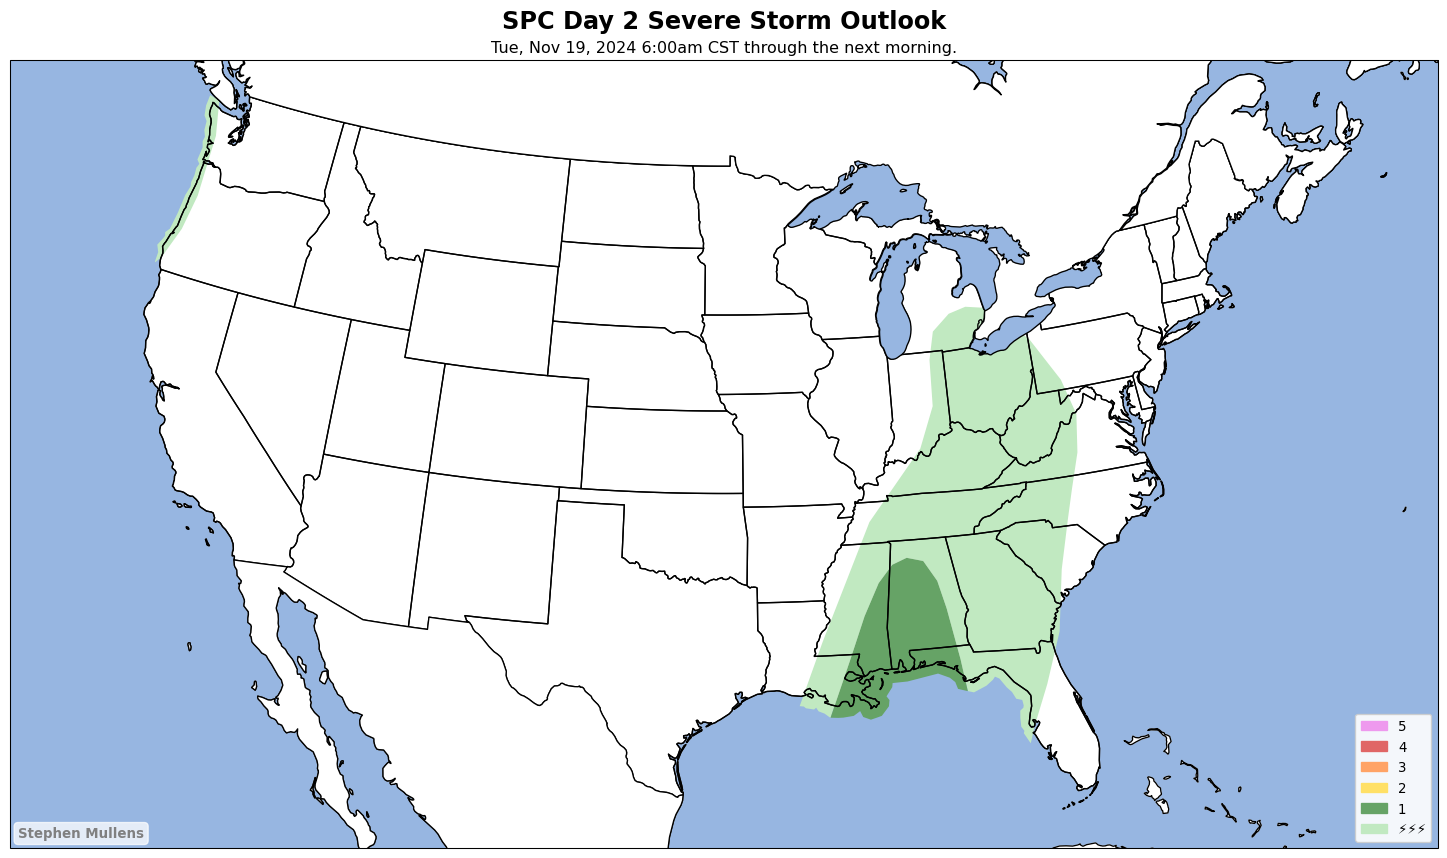 SPC Day 2 Severe Storm Outlook
Tue, Nov 19, 2024 6:00am CST through the next morning.
5
4
3
2
1
⚡⚡⚡
Stephen Mullens